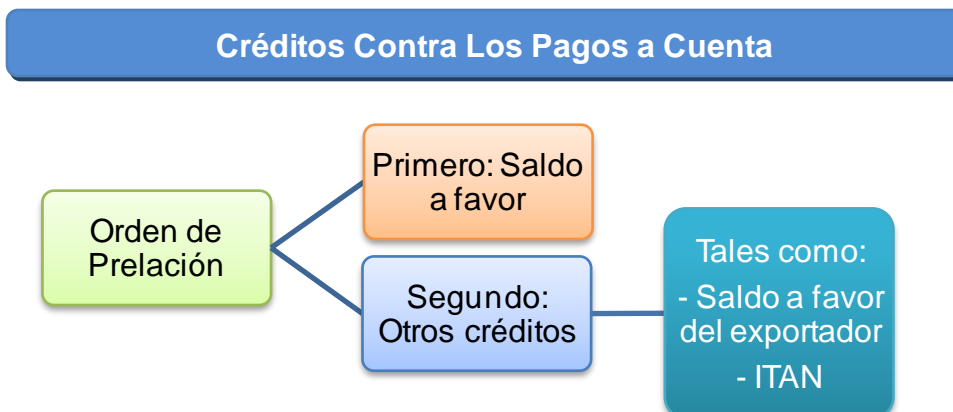 Créditos Contra Los Pagos a Cuenta
Orden de
Prelación
Primero: Saldo
a favor
Segundo:
Otros créditos
Tales como:
- Saldo a favor
del exportador
- ITAN